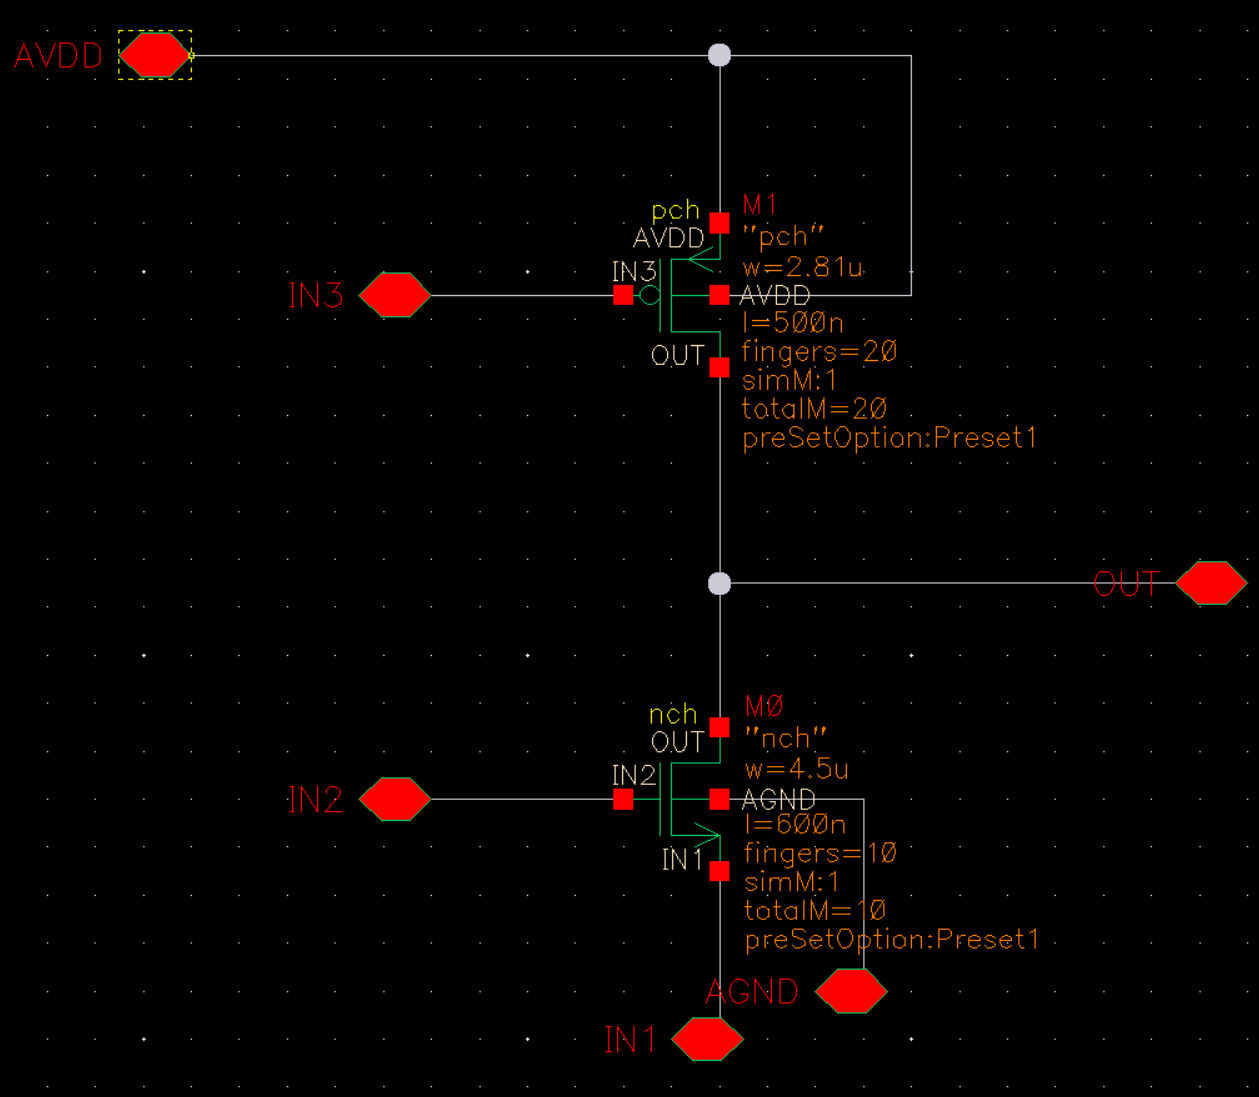 AVDD
pch
M1
AVDD
"pch"
w=2.81u
IN3
IN3
AVDD
l=500n
OUT
fingers=20
simM:1
totalM=20
preSetOption:Preset1
OUT
nch
M0
OUT
"nch"
w=4.5u
IN2
IN2
AGND
l=600n
IN1
fingers=10
simM:1
totalM=10
preSetOption:Preset1
AGND
IN1